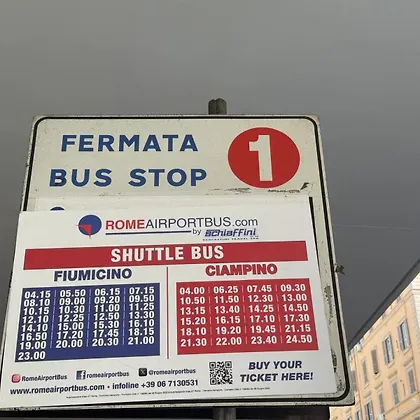 FERMATA
BUS STOP
1
ROMEAIRPORTBUS.com
by Schiaffini
SHUTTLE BUS
FIUMICINO
04.15 05.50 06.15 07.15
08.10 09.00 09.20 09.50
10.15 10.30 11.00 11.25
12.10 12.25 12.50 13.30
14.10 15.00 15.30 16.10
16.50 17.20 17.45 18.15
19.00 20.00 20.30 21.00
23.00
CIAMPINO
04.00 06.25 07.45 09.30
10.50 11.50 12.30 13.00
13.15 13.40 14.25 14.50
15.20 16.15 17.10 17.30
18.10 19.20 19.45 21.15
21.35 23.40 24.50
RomeAirportBus romeairportbus RomeAirportBus
www.romeairportbus.com • infoline +39 06 7130531
BUY YOUR
TICKET HERE!